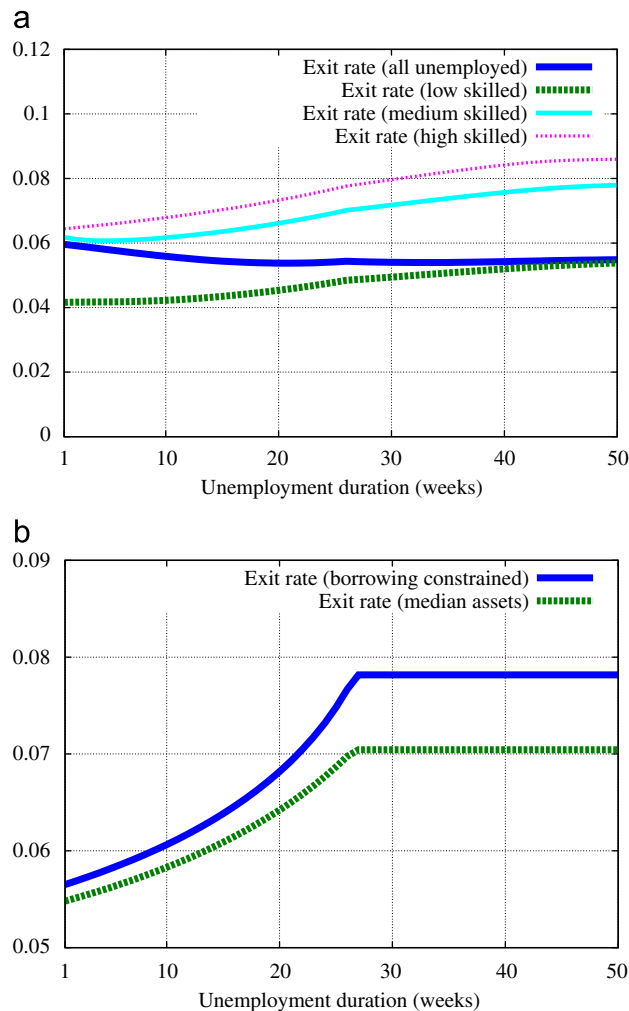 a
0.12
Exit rate (all unemployed)
Exit rate (low skilled)
0.1
Exit rate (medium skilled)
Exit rate (high skilled)
0.08
0.06
0.04
0.02
0
1 10 20 30 40 50
Unemployment duration (weeks)
b
0.09
Exit rate (borrowing constrained)
Exit rate (median assets)
0.08
0.07
0.06
0.05
1 10 20 30 40 50
Unemployment duration (weeks)